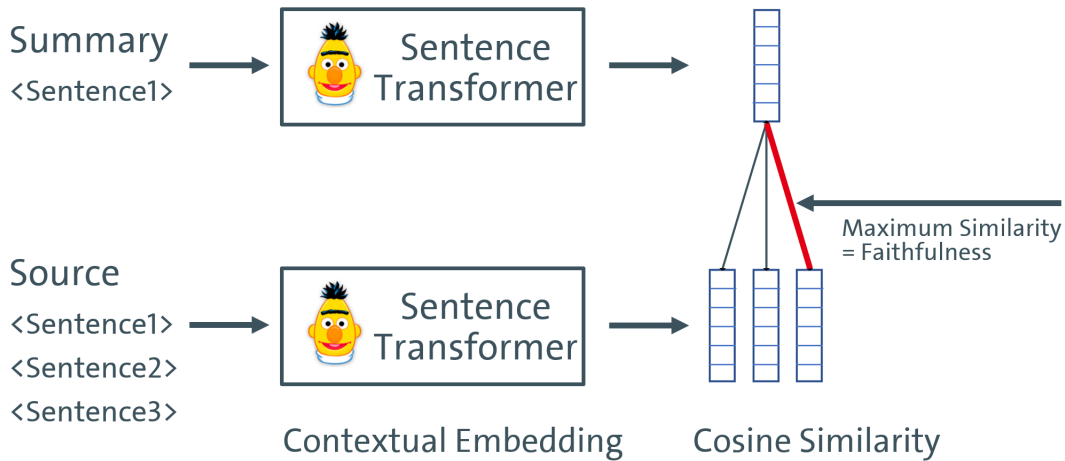 Summary
<Sentence1>
Sentence
Transformer
Maximum Similarity
= Faithfulness
Source
<Sentence1>
<Sentence2>
<Sentence3>
Sentence
Transformer
Contextual Embedding
Cosine Similarity